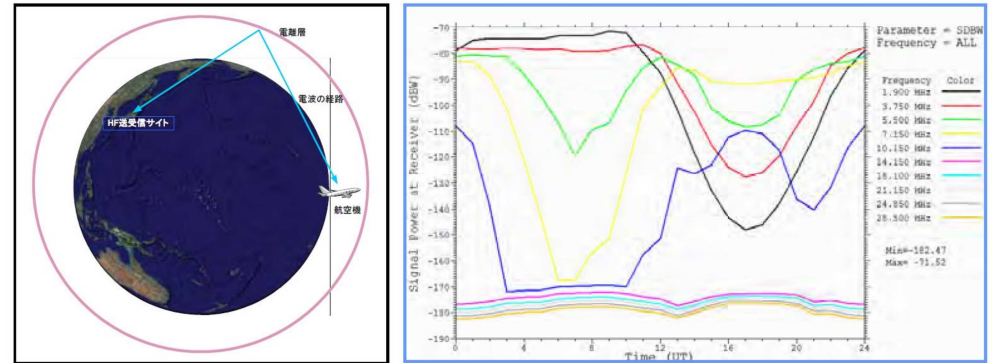 電離層
電波の経路
HF送受信サイト
航空機
Signal Power at Receiver (dBW)
-70
-80
-90
-100
-110
-120
-130
-140
-150
-160
-170
-180
-190
0
4
8
12
16
20
24
Time (UT)
Parameter = SDBW
Frequency = ALL
Frequency Color
1.900 MHz
3.750 MHz
5.500 MHz
7.150 MHz
10.150 MHz
14.150 MHz
18.100 MHz
21.150 MHz
24.850 MHz
28.500 MHz
Min=-182.47
Max= -71.52